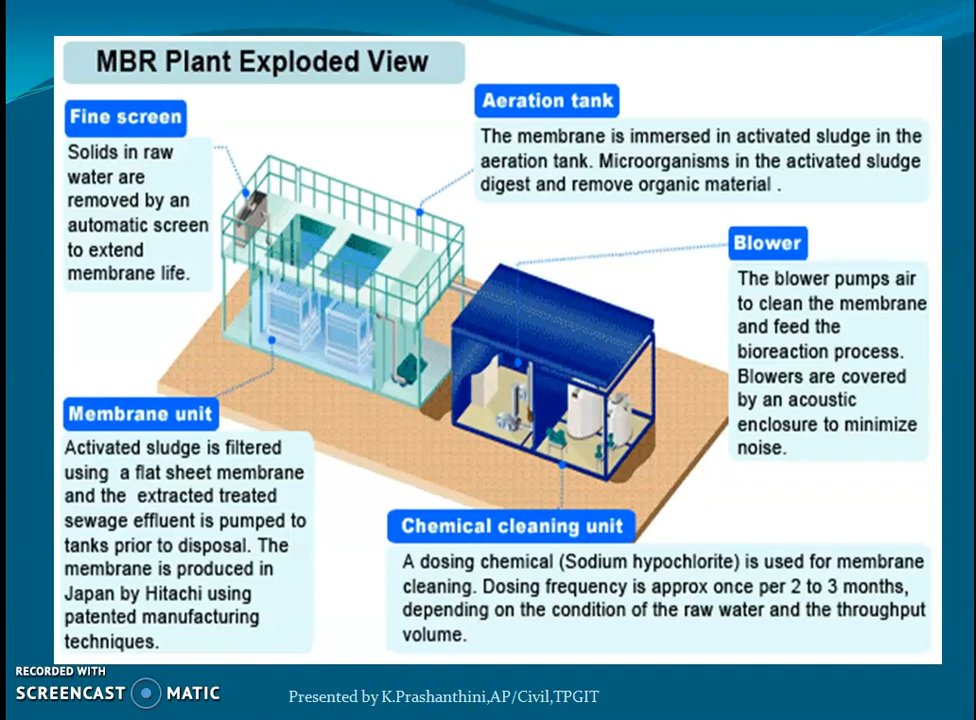 MBR Plant Exploded View
Fine screen
Solids in raw
water are
removed by an
automatic screen
to extend
membrane life.
Aeration tank
The membrane is immersed in activated sludge in the
aeration tank. Microorganisms in the activated sludge
digest and remove organic material .
Blower
The blower pumps air
to clean the membrane
and feed the
bioreaction process.
Blowers are covered
by an acoustic
enclosure to minimize
noise.
Membrane unit
Activated sludge is filtered
using a flat sheet membrane
and the extracted treated
sewage effluent is pumped to
tanks prior to disposal. The
membrane is produced in
Japan by Hitachi using
patented manufacturing
techniques.
Chemical cleaning unit
A dosing chemical (Sodium hypochlorite) is used for membrane
cleaning. Dosing frequency is approx once per 2 to 3 months,
depending on the condition of the raw water and the throughput
volume.
RECORDED WITH
SCREENCAST MATIC
Presented by K.Prashanthini,AP/Civil,TPGIT